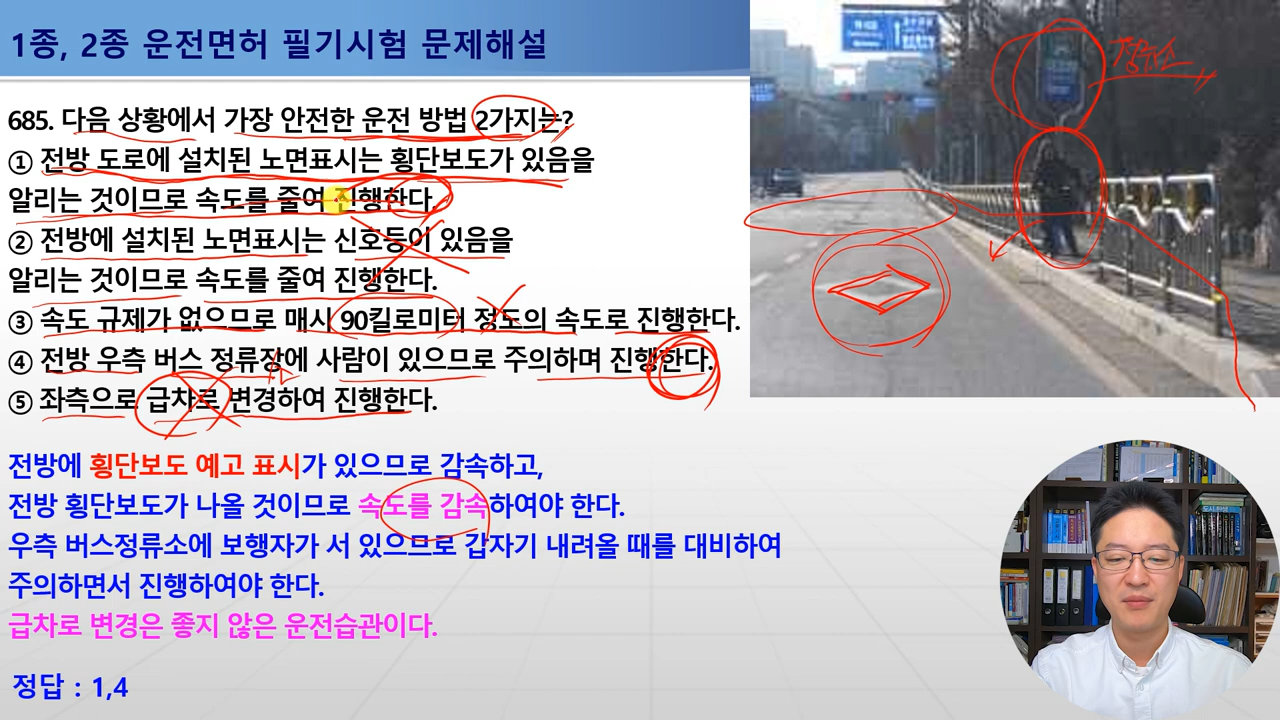 1종, 2종 운전면허 필기시험 문제해설
685. 다음 상황에서 가장 안전한 운전 방법 2가지는?
① 전방 도로에 설치된 노면표시는 횡단보도가 있음을
알리는 것이므로 속도를 줄여 진행한다.
② 전방에 설치된 노면표시는 신호등이 있음을
알리는 것이므로 속도를 줄여 진행한다.
③ 속도 규제가 없으므로 매시 90킬로미터 정도의 속도로 진행한다.
④ 전방 우측 버스 정류장에 사람이 있으므로 주의하며 진행한다.
⑤ 좌측으로 급차로 변경하여 진행한다.
전방에 횡단보도 예고 표시가 있으므로 감속하고,
전방 횡단보도가 나올 것이므로 속도를 감속하여야 한다.
우측 버스정류소에 보행자가 서 있으므로 갑자기 내려올 때를 대비하여
주의하면서 진행하여야 한다.
급차로 변경은 좋지 않은 운전습관이다.
정답 : 1,4
정류소